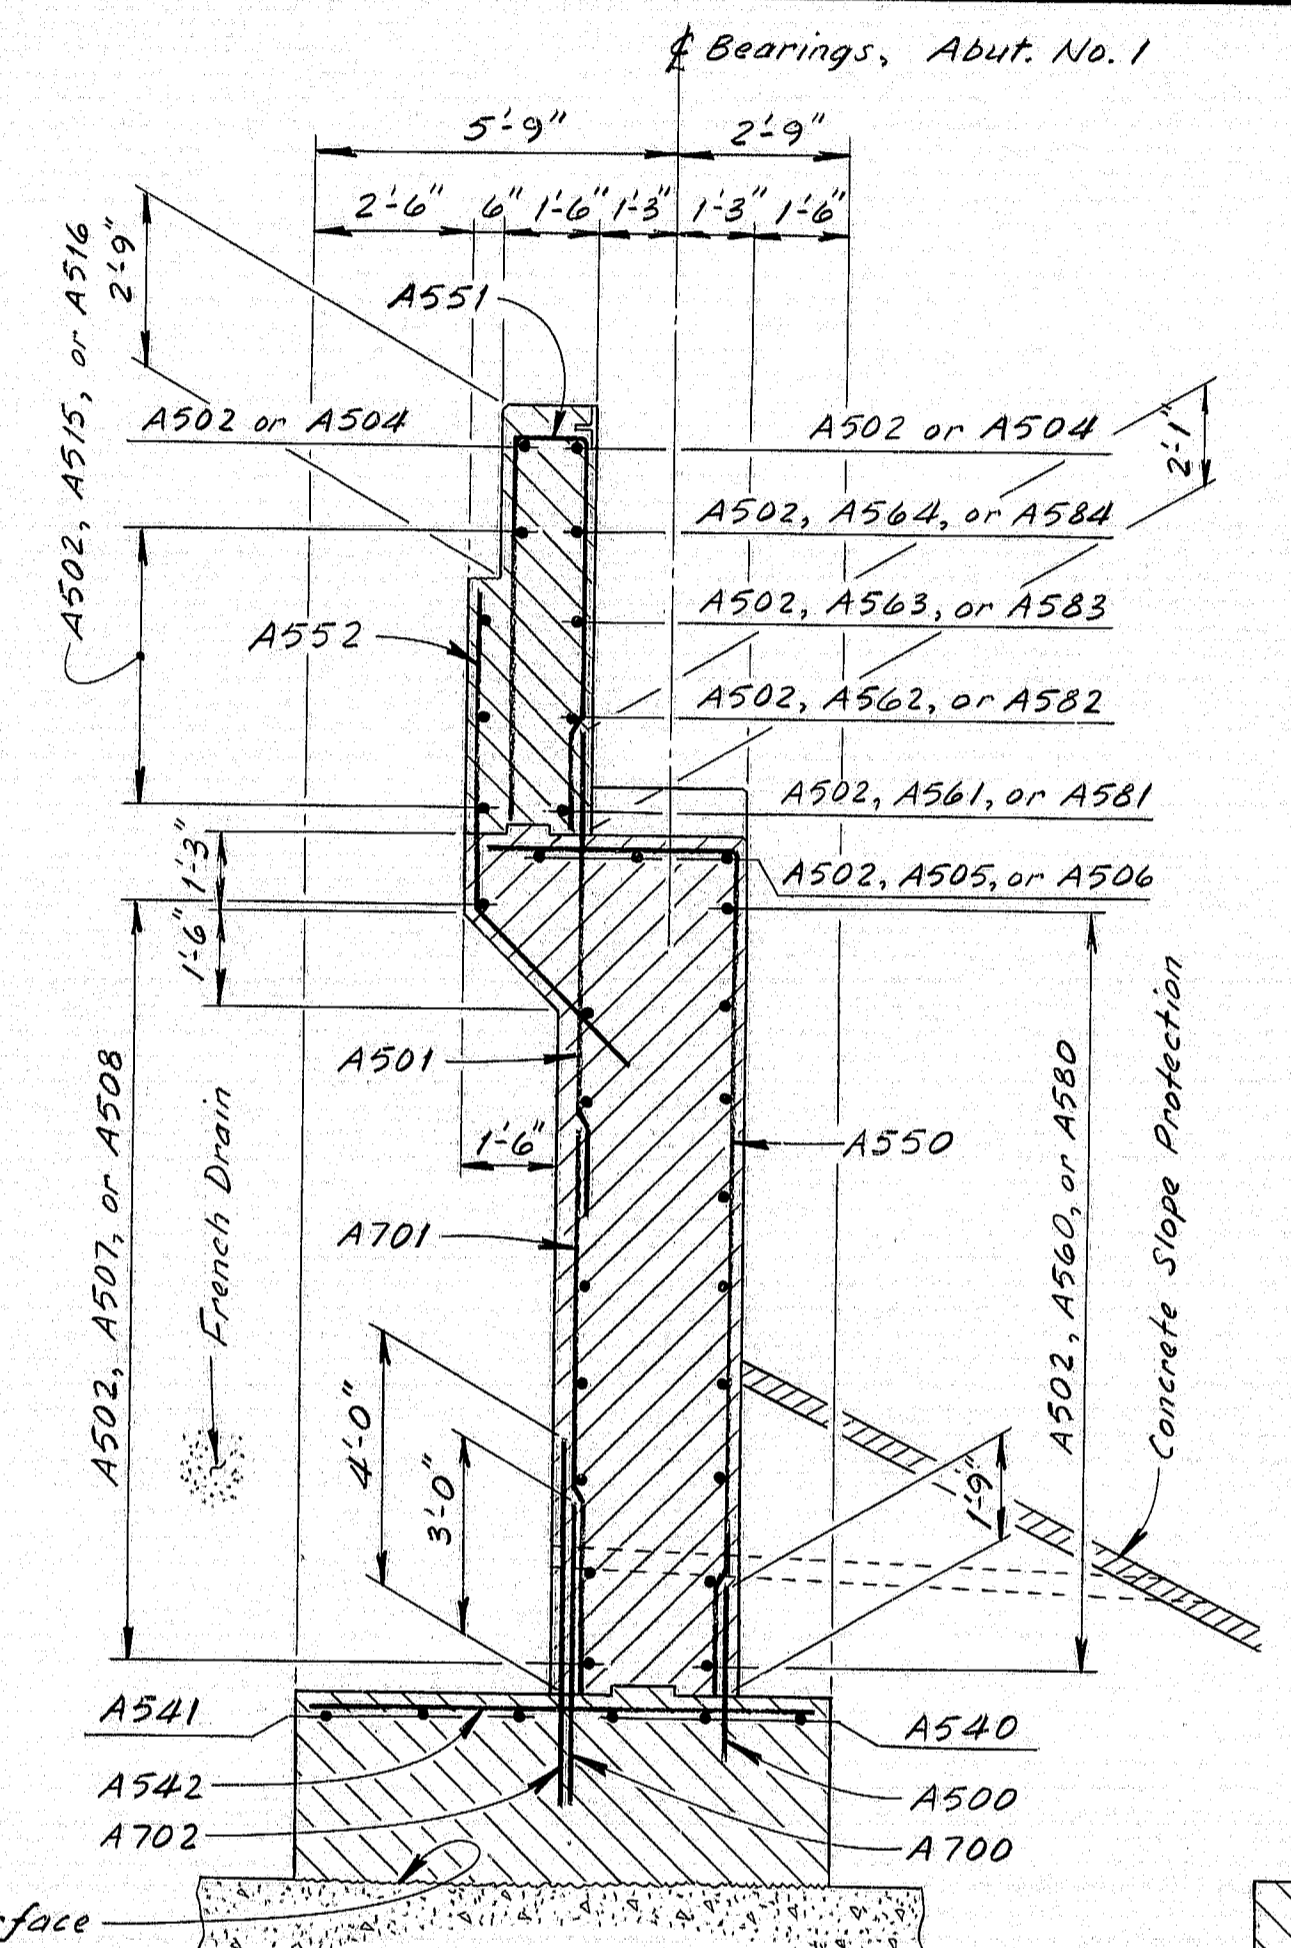 ℄ Bearings, Abut. No. 1
5'-9" 2'-9"
2'-6" 6" 1'-6" 1'-3" 1'-3" 1'-6"
2'-9"
A502, A515, or A516
A551
A502 or A504
A502 or A504
2'-1"
A502, A564, or A584
A502, A563, or A583
A552
A502, A562, or A582
A502, A561, or A581
1'-3"
A502, A505, or A506
1'-6"
A501
1'-6"
A550
A701
A502, A507, or A508
French Drain
A502, A560, or A580
Concrete Slope Protection
4'-0"
3'-0"
1'-9"
A541
A540
A542
A500
A702
A700
rface